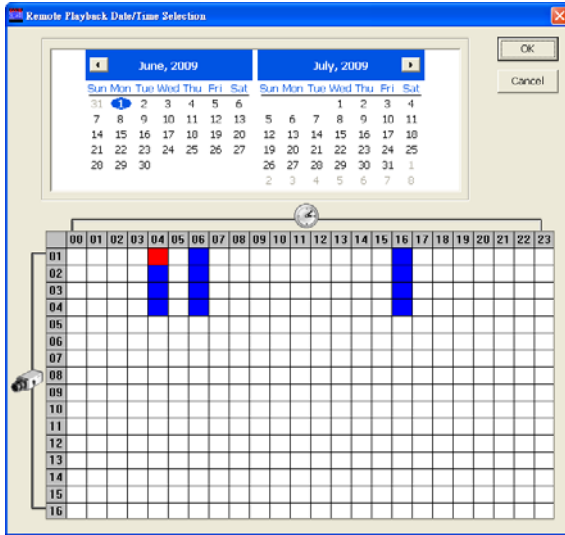 Remote Playback Date/Time Selection
OK
Cancel
June, 2009
Sun Mon Tue Wed Thu Fri Sat
31 1 2 3 4 5 6
7 8 9 10 11 12 13
14 15 16 17 18 19 20
21 22 23 24 25 26 27
28 29 30
July, 2009
Sun Mon Tue Wed Thu Fri Sat
1 2 3 4
5 6 7 8 9 10 11
12 13 14 15 16 17 18
19 20 21 22 23 24 25
26 27 28 29 30 31 1
2 3 4 5 6 7 8
00 01 02 03 04 05 06 07 08 09 10 11 12 13 14 15 16 17 18 19 20 21 22 23
01
02
03
04
05
06
07
08
09
10
11
12
13
14
15
16